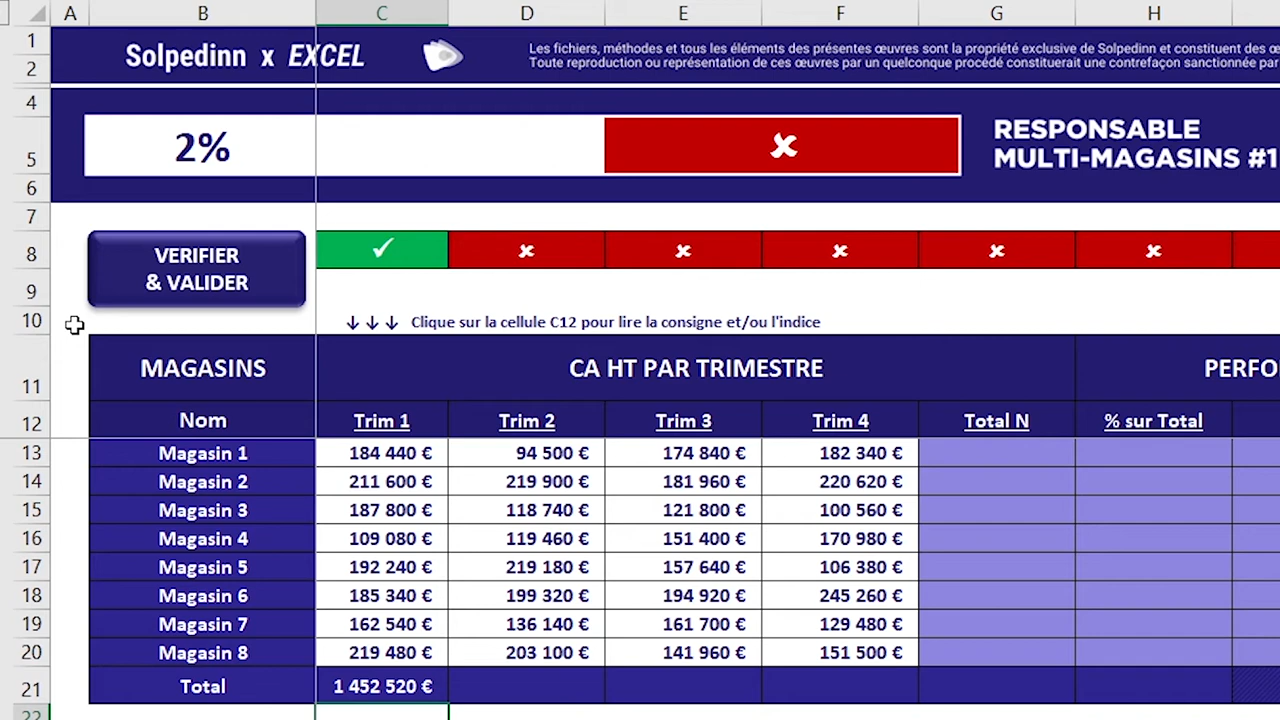 A B C D E F G H
1 Solpedinn x EXCEL Les fichiers, méthodes et tous les éléments des présentes œuvres sont la propriété exclusive de Solpedinn et constituent des œ
2 Toute reproduction ou représentation de ces œuvres par un quelconque procédé constituerait une contrefaçon sanctionnée par
4
5 2% ✘ RESPONSABLE
MULTI-MAGASINS #1
6
7
8 VERIFIER ✓ ✘ ✘ ✘ ✘ ✘
& VALIDER
9
10 ↓ ↓ ↓ Clique sur la cellule C12 pour lire la consigne et/ou l'indice
11 MAGASINS CA HT PAR TRIMESTRE PERFO
12 Nom Trim 1 Trim 2 Trim 3 Trim 4 Total N % sur Total
13 Magasin 1 184 440 € 94 500 € 174 840 € 182 340 €
14 Magasin 2 211 600 € 219 900 € 181 960 € 220 620 €
15 Magasin 3 187 800 € 118 740 € 121 800 € 100 560 €
16 Magasin 4 109 080 € 119 460 € 151 400 € 170 980 €
17 Magasin 5 192 240 € 219 180 € 157 640 € 106 380 €
18 Magasin 6 185 340 € 199 320 € 194 920 € 245 260 €
19 Magasin 7 162 540 € 136 140 € 161 700 € 129 480 €
20 Magasin 8 219 480 € 203 100 € 141 960 € 151 500 €
21 Total 1 452 520 €
22